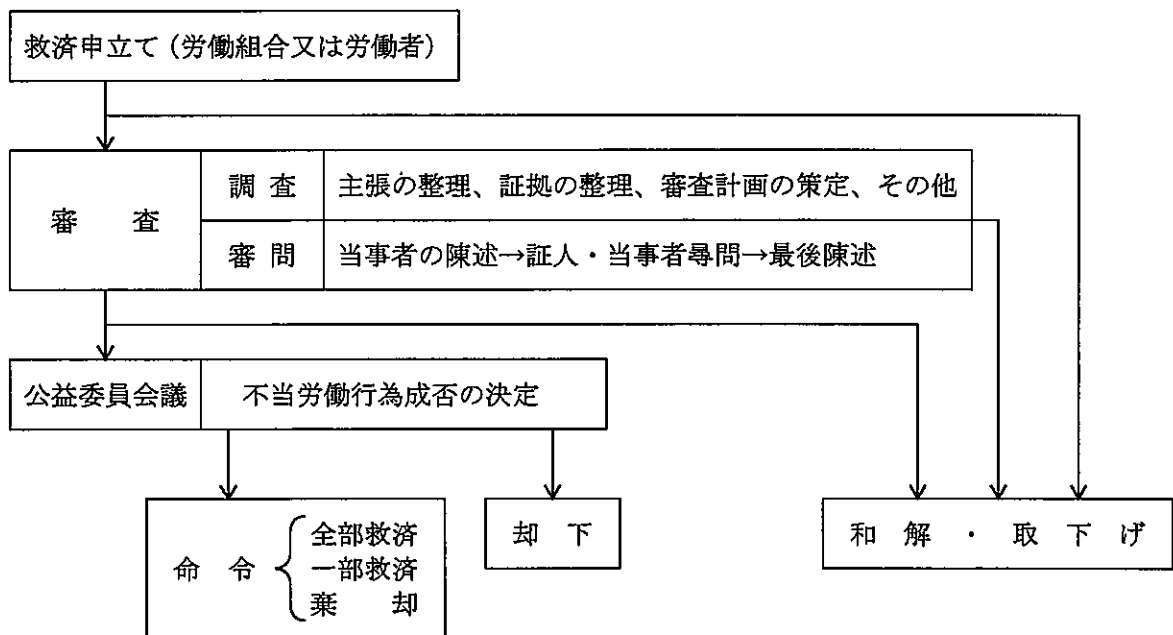 救済申立て（労働組合又は労働者）
審　査
調 査　主張の整理、証拠の整理、審査計画の策定、その他
審 問　当事者の陳述→証人・当事者尋問→最後陳述
公益委員会議　不当労働行為成否の決定
命 令
全部救済
一部救済
棄　却
却 下
和 解 ・ 取 下 げ